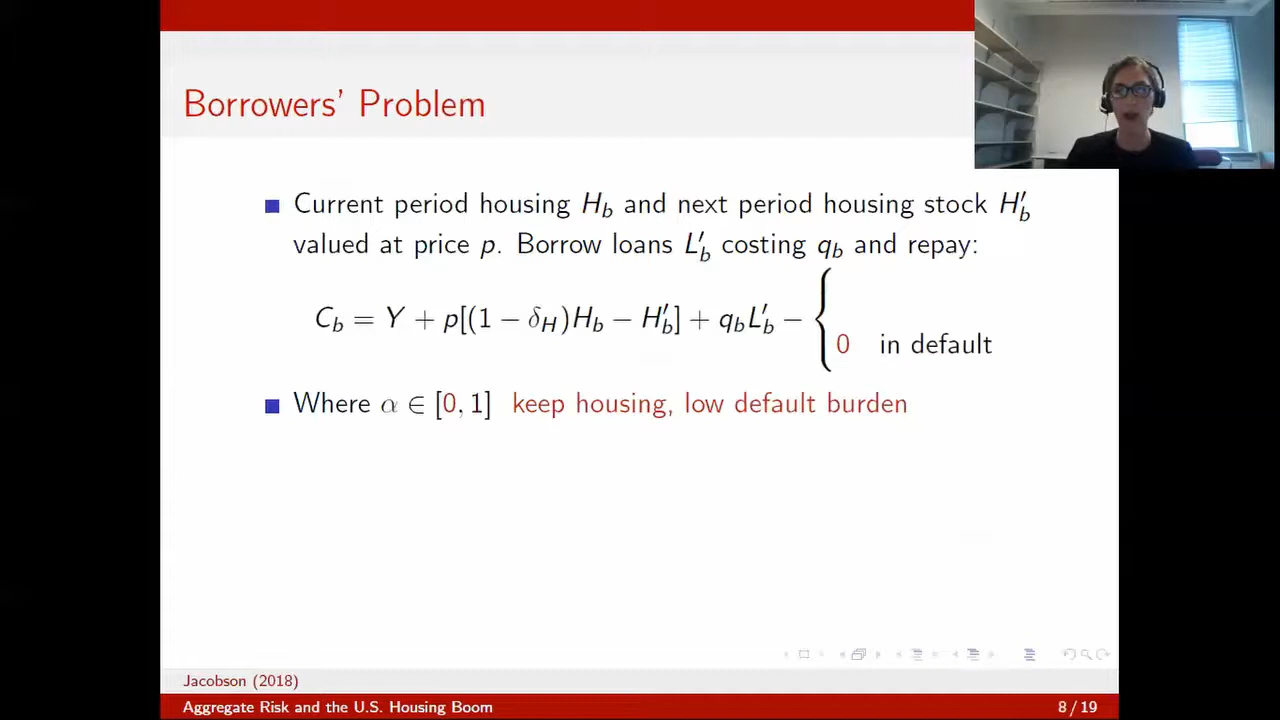 Borrowers' Problem
Current period housing H_b and next period housing stock H′_b
valued at price p. Borrow loans L′_b costing q_b and repay:
C_b = Y + p[(1 − δ_H)H_b − H′_b] + q_b L′_b − {
0 in default
Where α ∈ [0, 1] keep housing, low default burden
Jacobson (2018)
Aggregate Risk and the U.S. Housing Boom 8 / 19